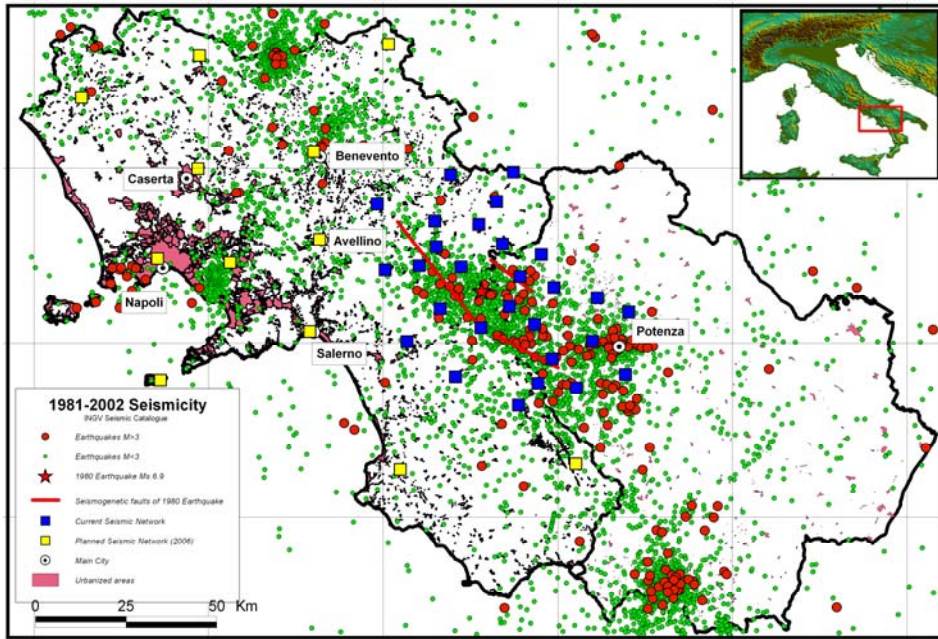 Benevento
Caserta
Avellino
Napoli
Salerno
Potenza
1981-2002 Seismicity
INGV Seismic Catalogue
Earthquakes M>3
Earthquakes M<3
1980 Earthquake Ms 6.9
Seismogenetic faults of 1980 Earthquake
Current Seismic Network
Planned Seismic Network (2006)
Main City
Urbanized areas
0 25 50 Km